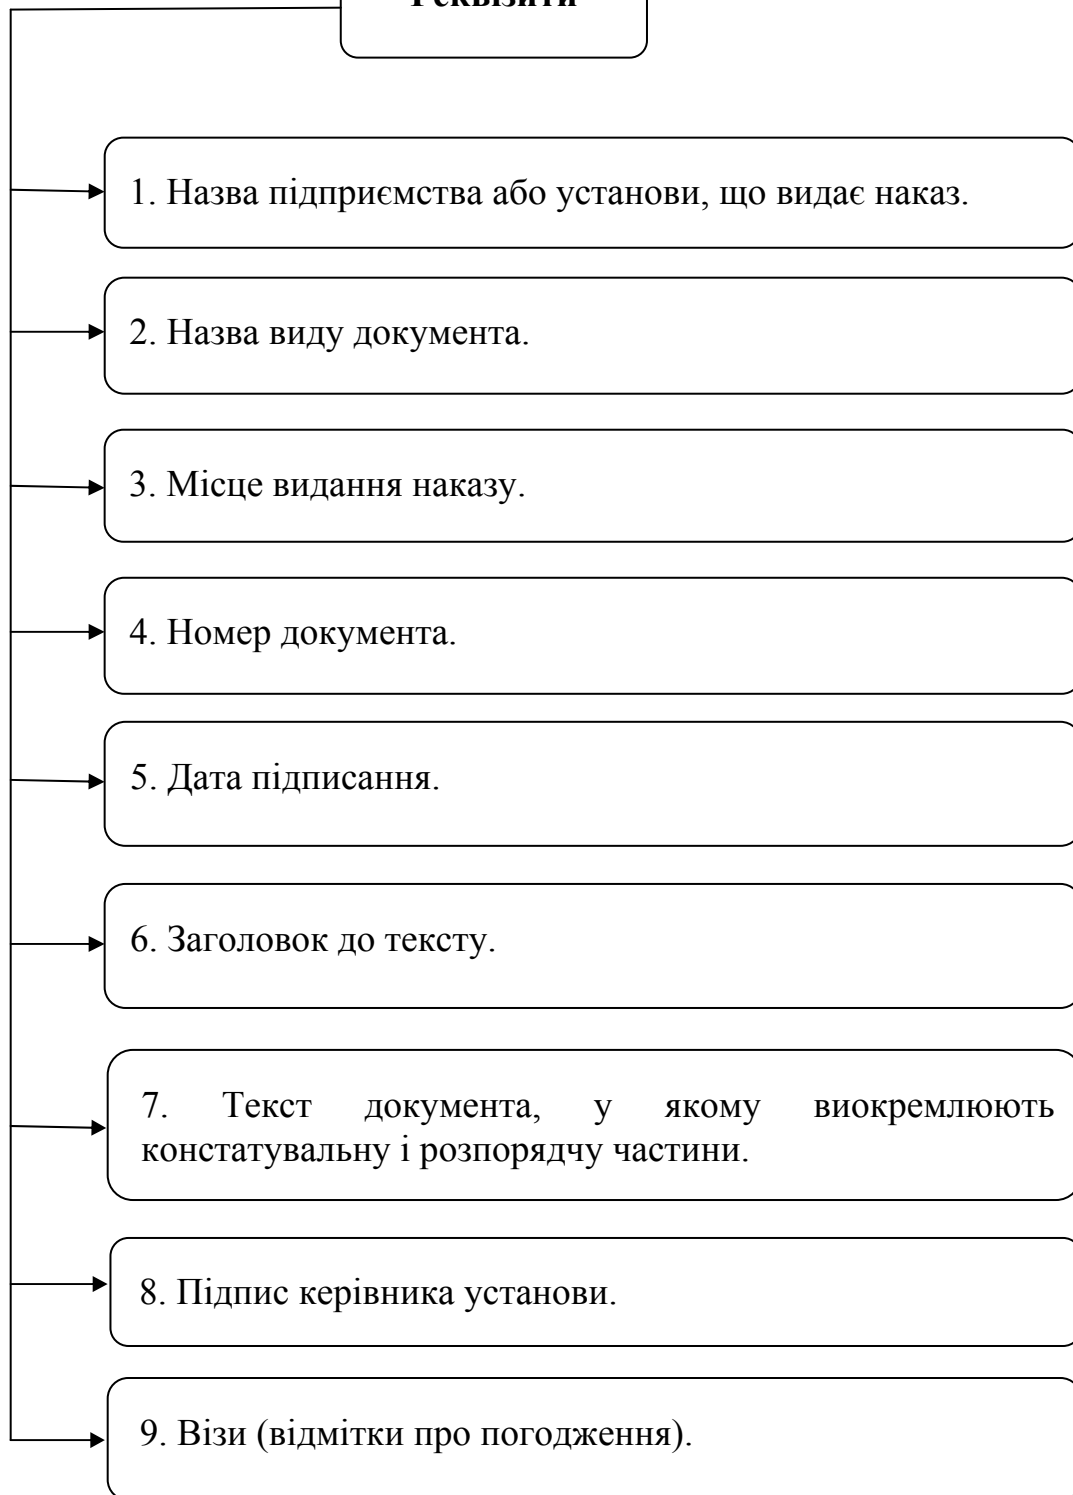 Реквізити
1. Назва підприємства або установи, що видає наказ.
2. Назва виду документа.
3. Місце видання наказу.
4. Номер документа.
5. Дата підписання.
6. Заголовок до тексту.
7. Текст документа, у якому виокремлюють
констатувальну і розпорядчу частини.
8. Підпис керівника установи.
9. Візи (відмітки про погодження).